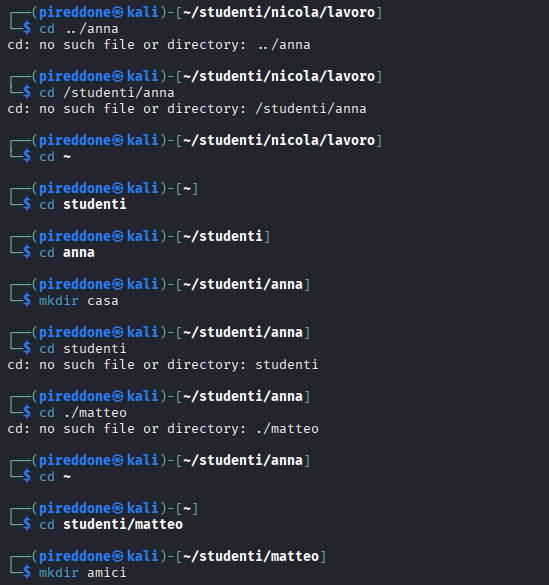 ┌──(pireddone㉿kali)-[~/studenti/nicola/lavoro]
└─$ cd ../anna
cd: no such file or directory: ../anna
┌──(pireddone㉿kali)-[~/studenti/nicola/lavoro]
└─$ cd /studenti/anna
cd: no such file or directory: /studenti/anna
┌──(pireddone㉿kali)-[~/studenti/nicola/lavoro]
└─$ cd ~
┌──(pireddone㉿kali)-[~]
└─$ cd studenti
┌──(pireddone㉿kali)-[~/studenti]
└─$ cd anna
┌──(pireddone㉿kali)-[~/studenti/anna]
└─$ mkdir casa
┌──(pireddone㉿kali)-[~/studenti/anna]
└─$ cd studenti
cd: no such file or directory: studenti
┌──(pireddone㉿kali)-[~/studenti/anna]
└─$ cd ./matteo
cd: no such file or directory: ./matteo
┌──(pireddone㉿kali)-[~/studenti/anna]
└─$ cd ~
┌──(pireddone㉿kali)-[~]
└─$ cd studenti/matteo
┌──(pireddone㉿kali)-[~/studenti/matteo]
└─$ mkdir amici